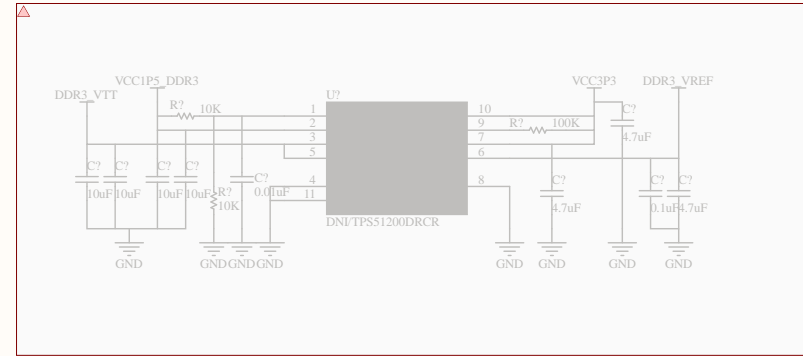 VCC1P5_DDR3
VCC3P3
DDR3_VREF
DDR3_VTT
U?
R?
10K
1
10
C?
2
9
R?
100K
4.7uF
3
7
5
6
C?
C?
C?
C?
C?
C?
C?
C?
4
8
10uF
10uF
10uF
10uF
R?
0.01uF
11
10K
4.7uF
0.1uF
4.7uF
DNI/TPS51200DRCR
GND
GND
GND
GND
GND
GND
GND
GND